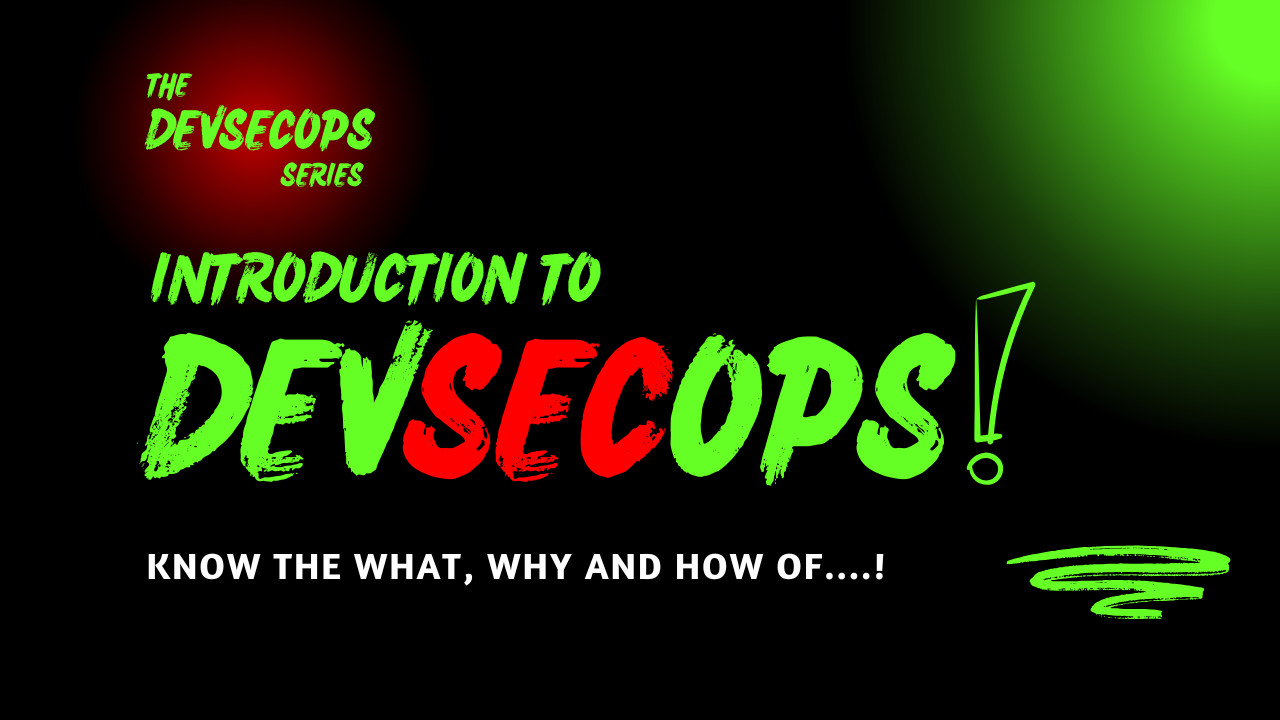 THE
DEVSECOPS
SERIES
INTRODUCTION TO
DEVSECOPS!
KNOW THE WHAT, WHY AND HOW OF....!